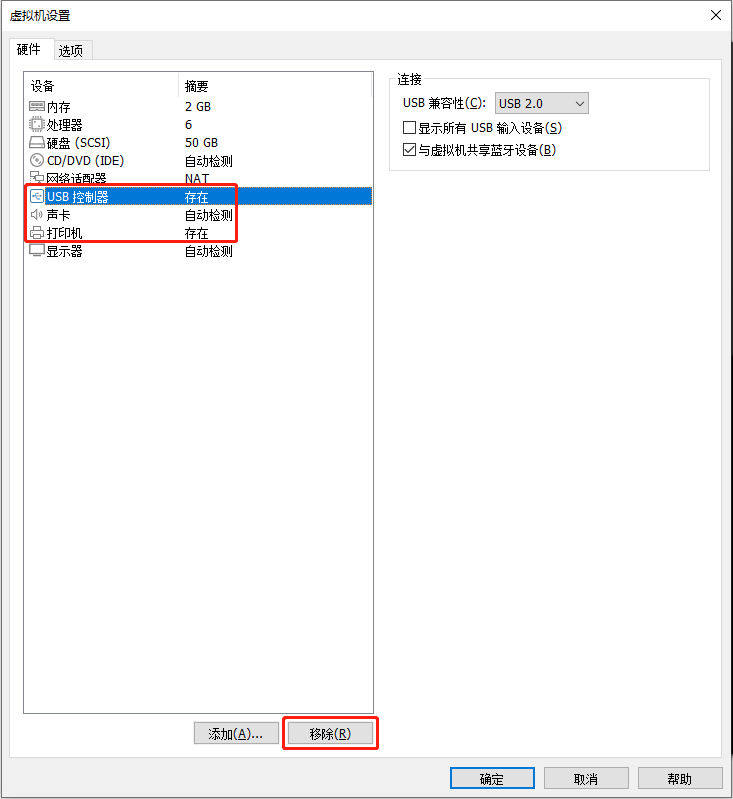 虚拟机设置
硬件 选项
设备 摘要
内存 2 GB
处理器 6
硬盘 (SCSI) 50 GB
CD/DVD (IDE) 自动检测
网络适配器 NAT
USB 控制器 存在
声卡 自动检测
打印机 存在
显示器 自动检测
连接
USB 兼容性(C): USB 2.0
显示所有 USB 输入设备(S)
与虚拟机共享蓝牙设备(B)
添加(A)... 移除(R)
确定 取消 帮助